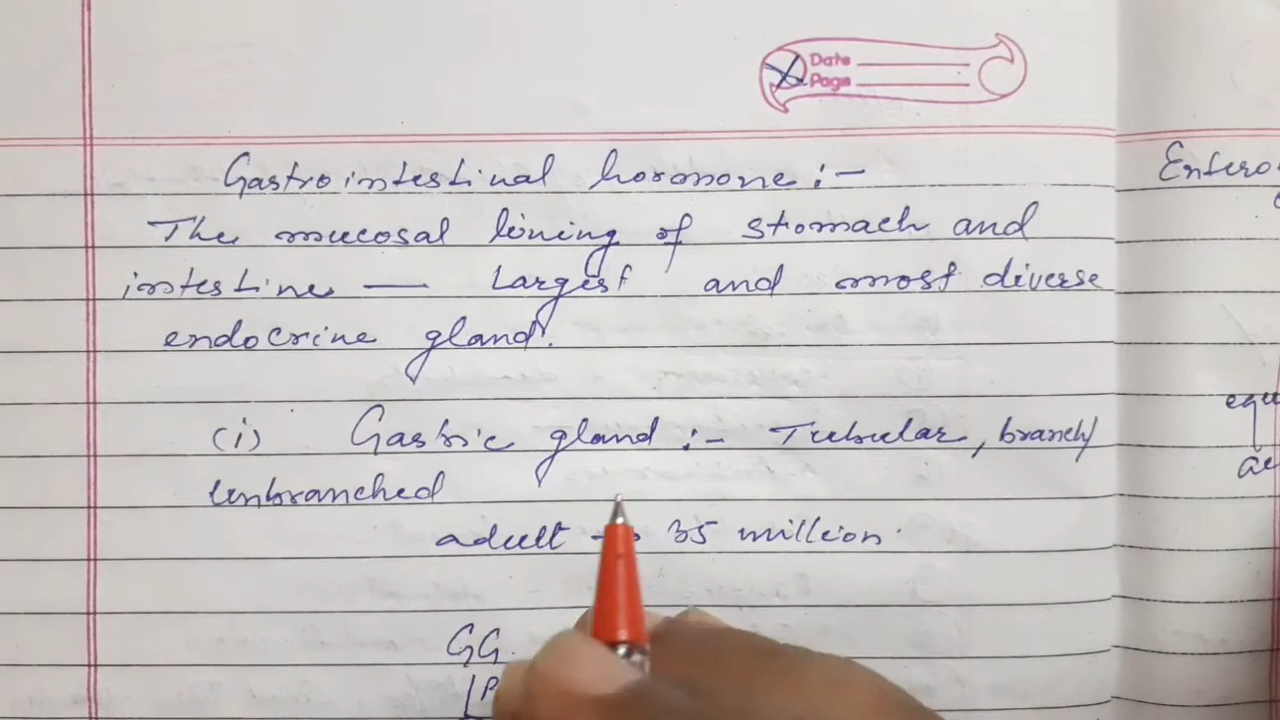 Date
Page
Gastrointestinal hormone :-
The mucosal lining of stomach and
intestine — Largest and most diverse
endocrine gland.
(i) Gastric gland :- Tubular, branch/
Unbranched
adult → 35 million.
GG.
Entero
equ